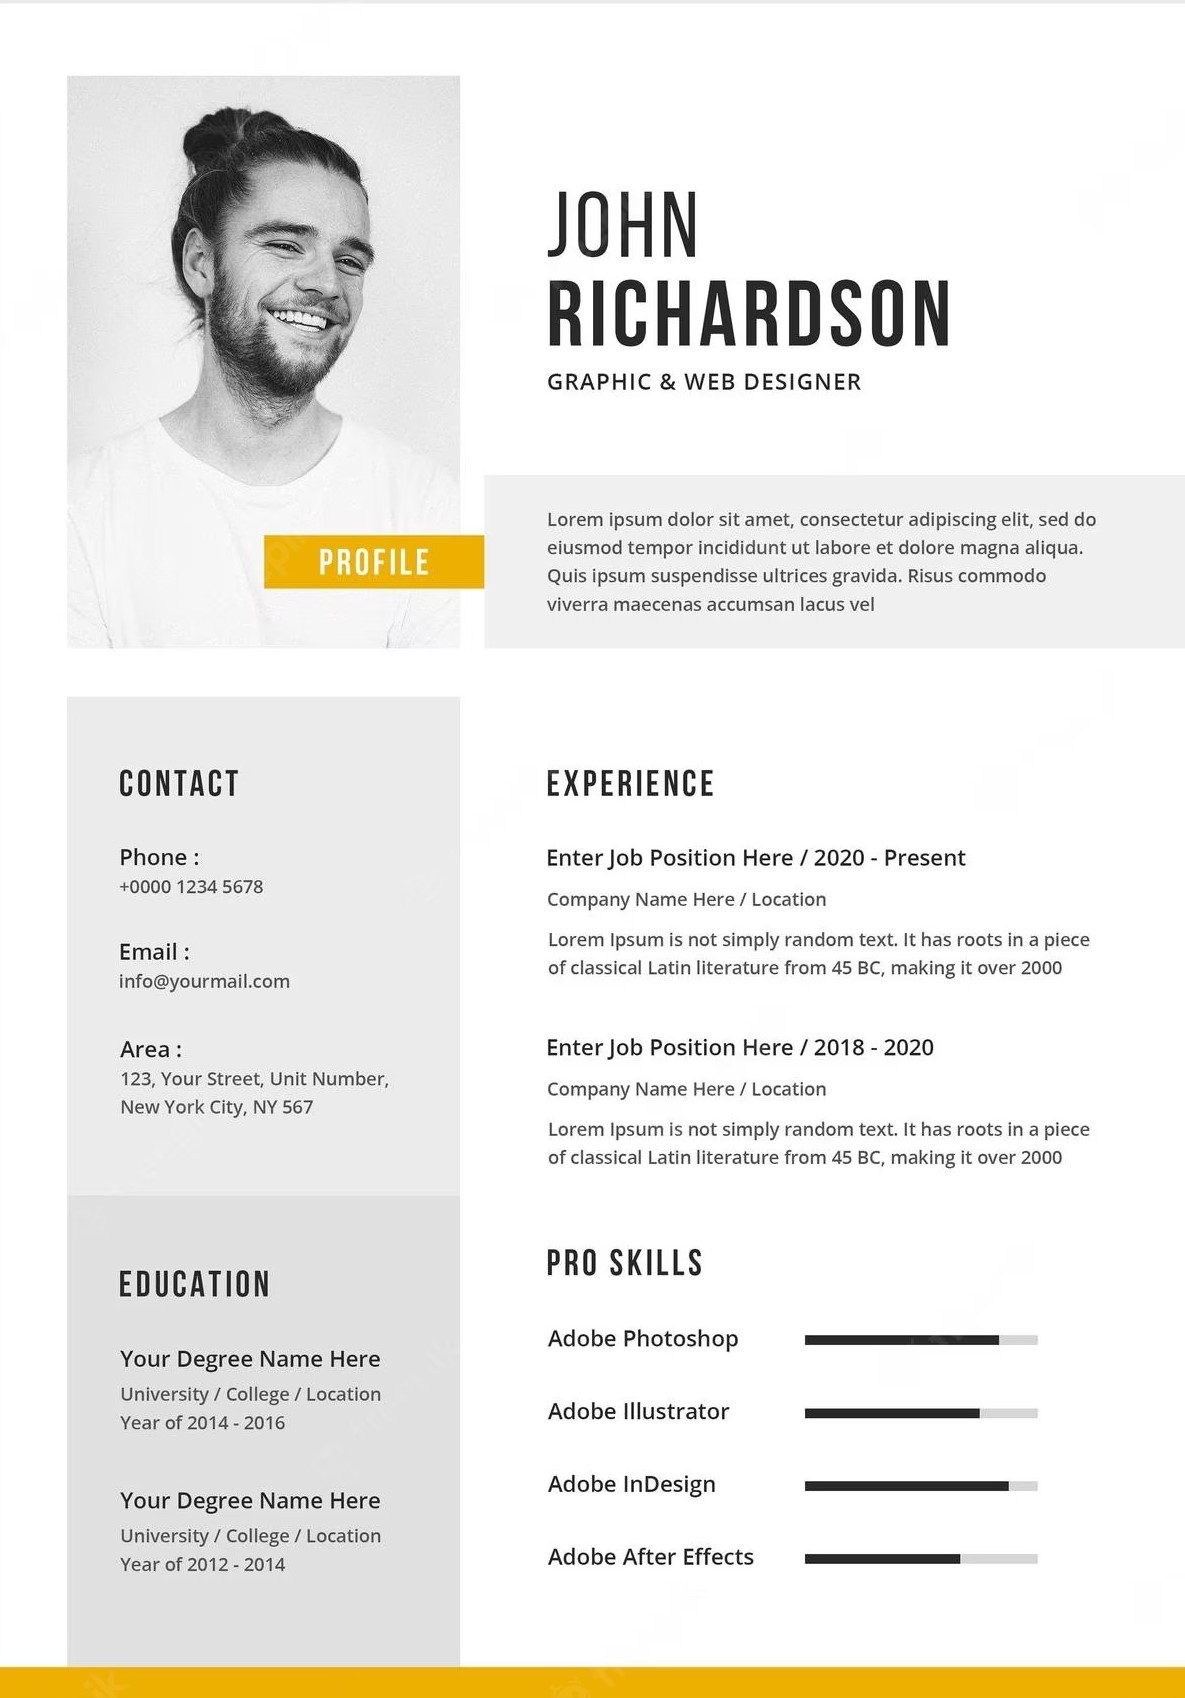 JOHN
RICHARDSON
GRAPHIC & WEB DESIGNER
PROFILE
Lorem ipsum dolor sit amet, consectetur adipiscing elit, sed do
eiusmod tempor incididunt ut labore et dolore magna aliqua.
Quis ipsum suspendisse ultrices gravida. Risus commodo
viverra maecenas accumsan lacus vel
CONTACT
Phone :
+0000 1234 5678
Email :
info@yourmail.com
Area :
123, Your Street, Unit Number,
New York City, NY 567
EDUCATION
Your Degree Name Here
University / College / Location
Year of 2014 - 2016
Your Degree Name Here
University / College / Location
Year of 2012 - 2014
EXPERIENCE
Enter Job Position Here / 2020 - Present
Company Name Here / Location
Lorem Ipsum is not simply random text. It has roots in a piece
of classical Latin literature from 45 BC, making it over 2000
Enter Job Position Here / 2018 - 2020
Company Name Here / Location
Lorem Ipsum is not simply random text. It has roots in a piece
of classical Latin literature from 45 BC, making it over 2000
PRO SKILLS
Adobe Photoshop
Adobe Illustrator
Adobe InDesign
Adobe After Effects